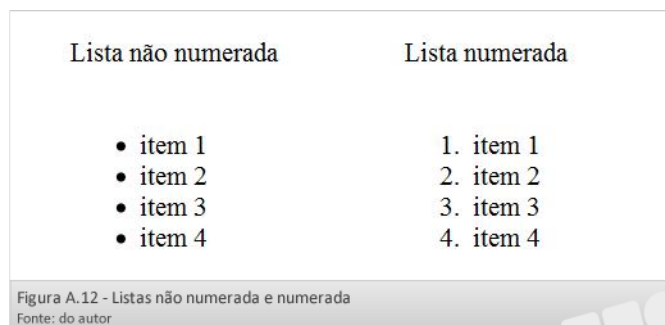 Lista não numerada
• item 1
• item 2
• item 3
• item 4
Lista numerada
1. item 1
2. item 2
3. item 3
4. item 4
Figura A.12 - Listas não numerada e numerada
Fonte: do autor